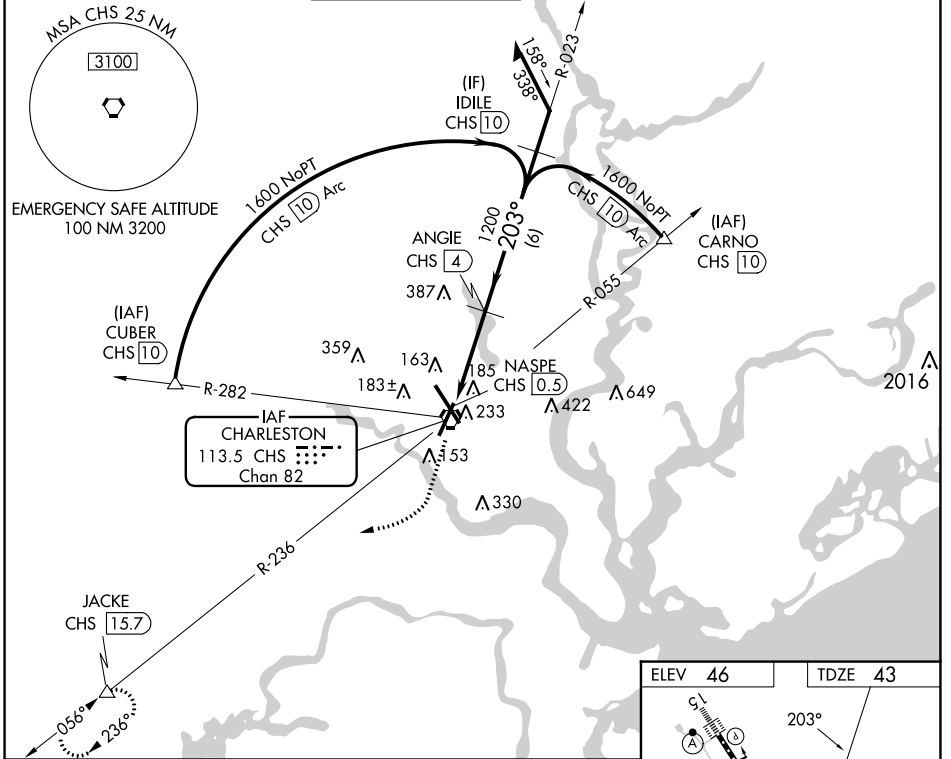 MSA CHS 25 NM
3100
EMERGENCY SAFE ALTITUDE
100 NM 3200
158°
338°
R-023
(IF)
IDILE
CHS 10
1600 NoPT
CHS 10 Arc
1600 NoPT
CHS 10 Arc
1200
203°
(6)
(IAF)
CARNO
CHS 10
ANGIE
CHS 4
R-055
387
(IAF)
CUBER
CHS 10
R-282
359
163
183±
185
NASPE
CHS 0.5
233
422
649
2016
IAF
CHARLESTON
113.5 CHS
Chan 82
153
330
R-236
JACKE
CHS 15.7
056°
236°
ELEV 46
TDZE 43
15
A
P
203°